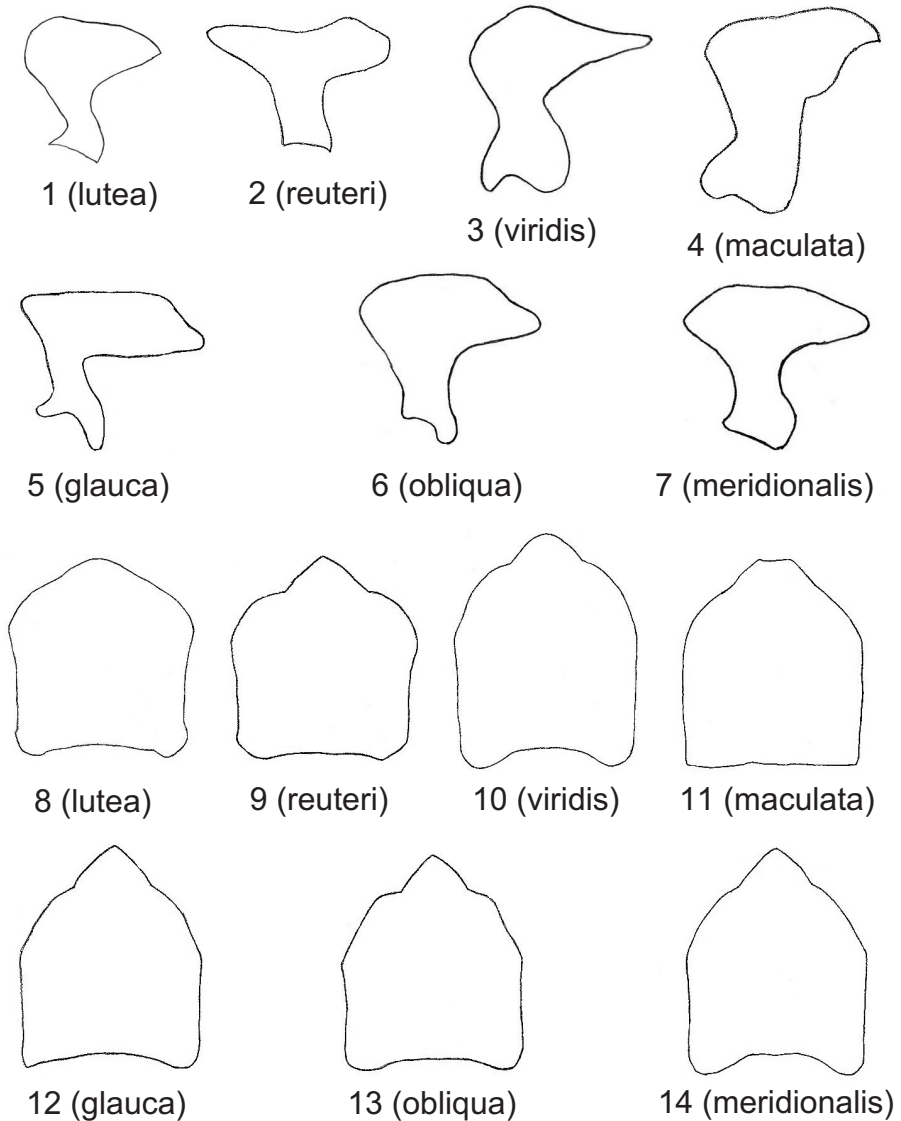 1 (lutea)
2 (reuteri)
3 (viridis)
4 (maculata)
5 (glauca)
6 (obliqua)
7 (meridionalis)
8 (lutea)
9 (reuteri)
10 (viridis)
11 (maculata)
12 (glauca)
13 (obliqua)
14 (meridionalis)